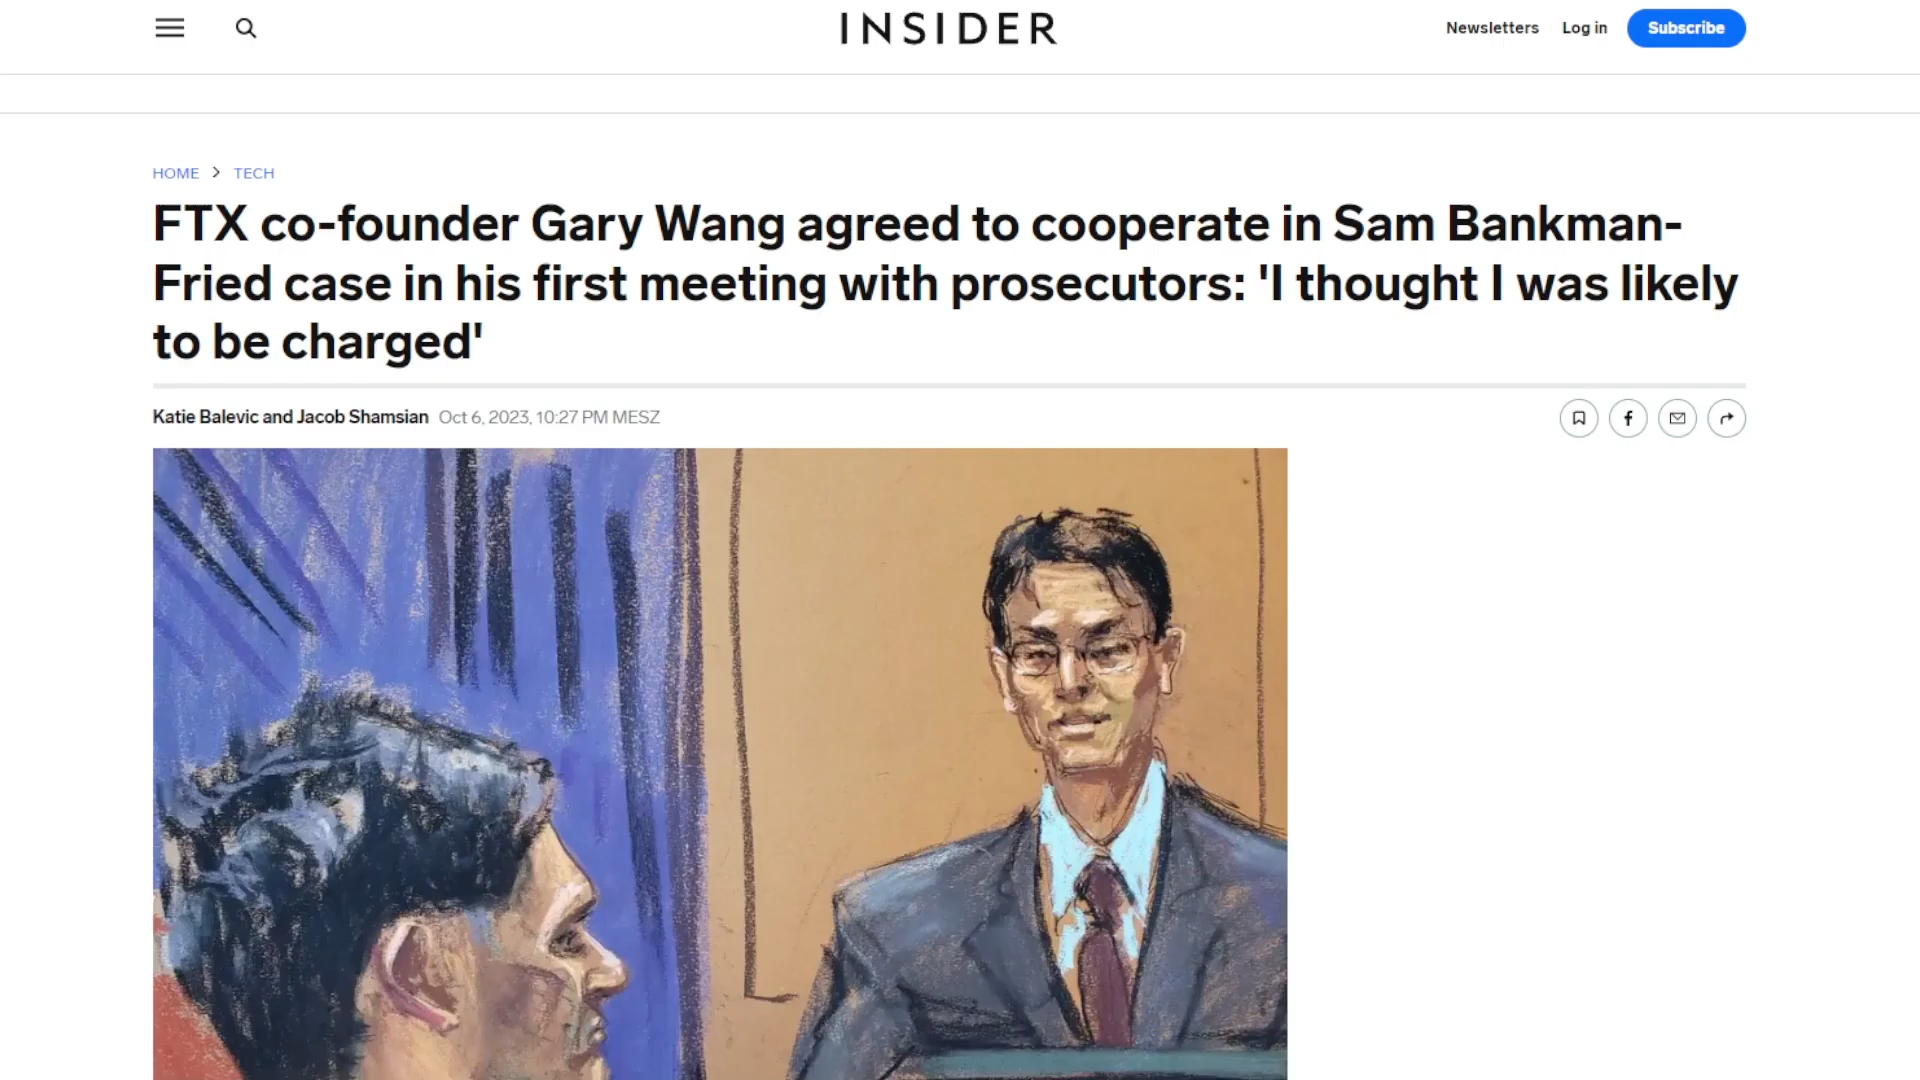 INSIDER
Newsletters
Log in
Subscribe
HOME > TECH
FTX co-founder Gary Wang agreed to cooperate in Sam Bankman-
Fried case in his first meeting with prosecutors: 'I thought I was likely
to be charged'
Katie Balevic and Jacob Shamsian Oct 6, 2023, 10:27 PM MESZ